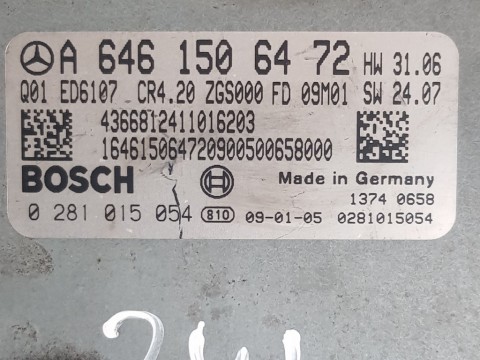 A 646 150 64 72 HW 31.06
Q01 ED6107 CR4.20 ZGS000 FD 09M01 SW 24.07
4366812411016203
164615064720900500658000
BOSCH Made in Germany
1374 0658
0 281 015 054 810 09-01-05 0281015054